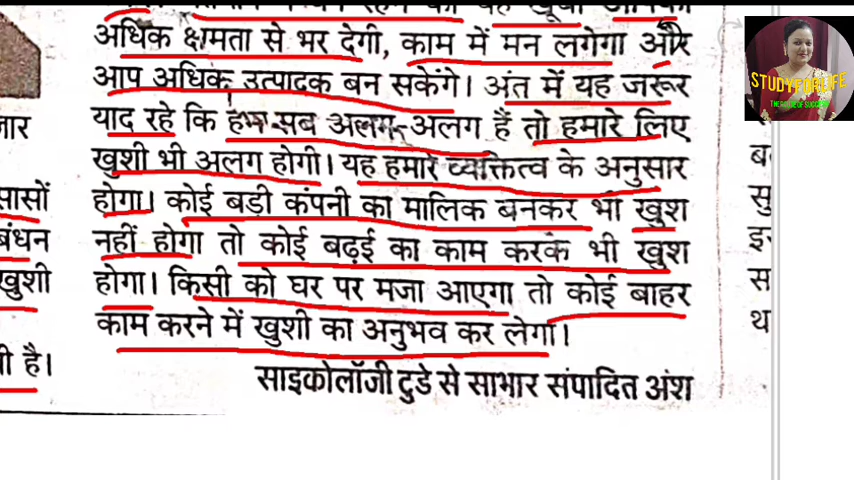 अधिक क्षमता से भर देगी, काम में मन लगेगा और
आप अधिक उत्पादक बन सकेंगे। अंत में यह जरूर
याद रहे कि हम सब अलग-अलग हैं तो हमारे लिए
खुशी भी अलग होगी। यह हमारे व्यक्तित्व के अनुसार
होगा। कोई बड़ी कंपनी का मालिक बनकर भी खुश
नहीं होगा तो कोई बढ़ई का काम करके भी खुश
होगा। किसी को घर पर मजा आएगा तो कोई बाहर
काम करने में खुशी का अनुभव कर लेगा।
साइकोलॉजी टुडे से साभार संपादित अंश
सासों
बंधन
खुशी
है।
STUDYFORLIFE